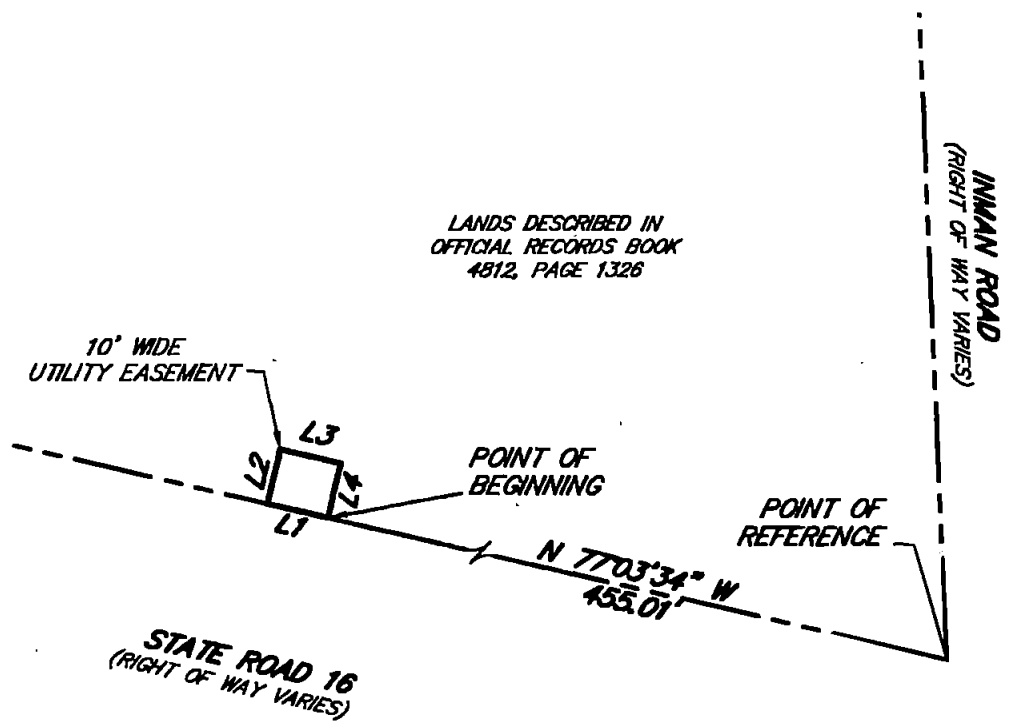 INMAN ROAD
(RIGHT OF WAY VARIES)
LANDS DESCRIBED IN
OFFICIAL RECORDS BOOK
4812, PAGE 1326
10' WIDE
UTILITY EASEMENT
L3
L2
L4
L1
POINT OF
BEGINNING
POINT OF
REFERENCE
N 77°03'34" W
455.01'
STATE ROAD 16
(RIGHT OF WAY VARIES)